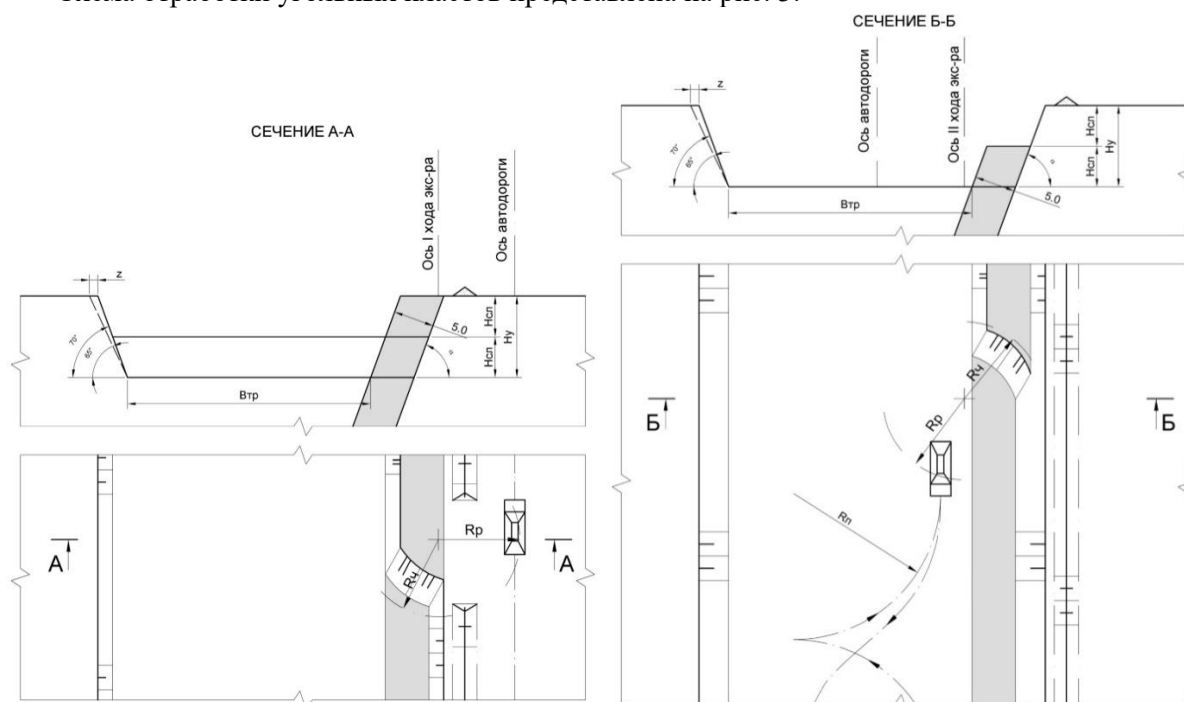 Схема отработки угольных пластов представлена на рис. 3.
СЕЧЕНИЕ А-А
Ось I хода экс-ра
Ось автодороги
z
70°
65°
Втр
5.0
Нсп
Нсп
Ну
α
А
А
Rр
Rч
СЕЧЕНИЕ Б-Б
Ось автодороги
Ось II хода экс-ра
z
70°
65°
Втр
5.0
Нсп
Нсп
Ну
α
Б
Б
Rч
Rр
Rп